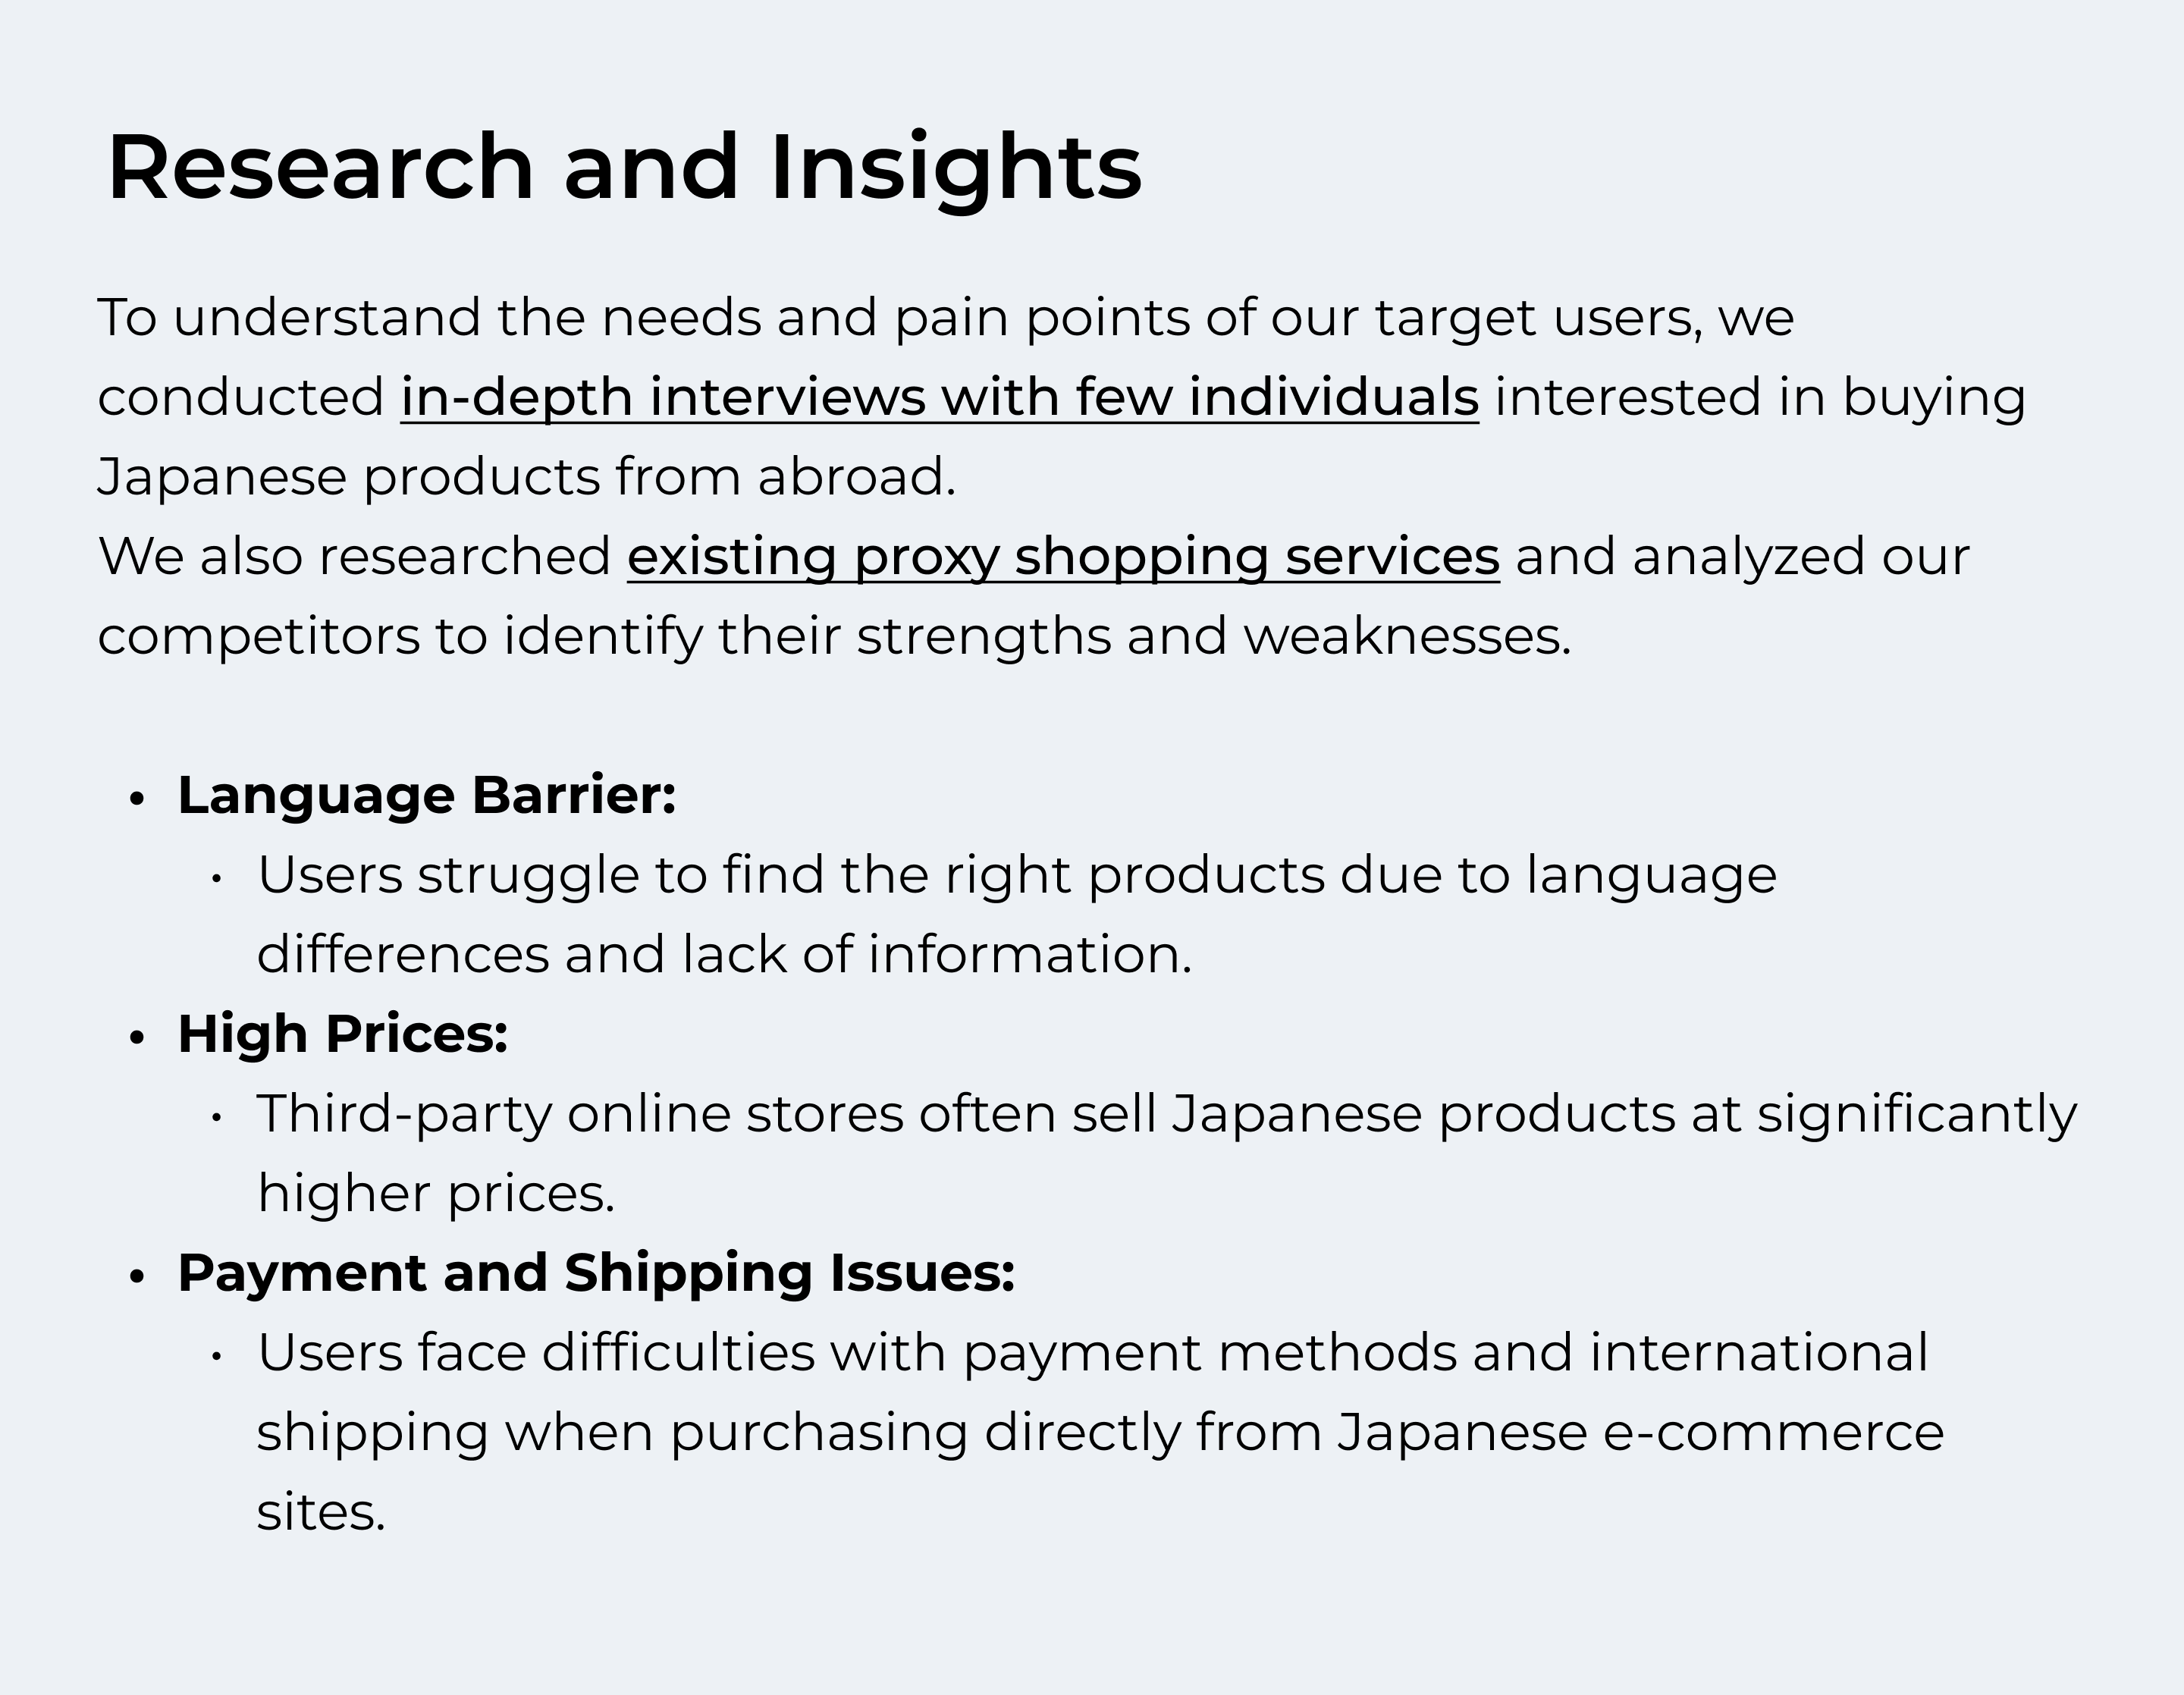 Research and Insights
To understand the needs and pain points of our target users, we
conducted in-depth interviews with few individuals interested in buying
Japanese products from abroad.
We also researched existing proxy shopping services and analyzed our
competitors to identify their strengths and weaknesses.
• Language Barrier:
• Users struggle to find the right products due to language
differences and lack of information.
• High Prices:
• Third-party online stores often sell Japanese products at significantly
higher prices.
• Payment and Shipping Issues:
• Users face difficulties with payment methods and international
shipping when purchasing directly from Japanese e-commerce
sites.